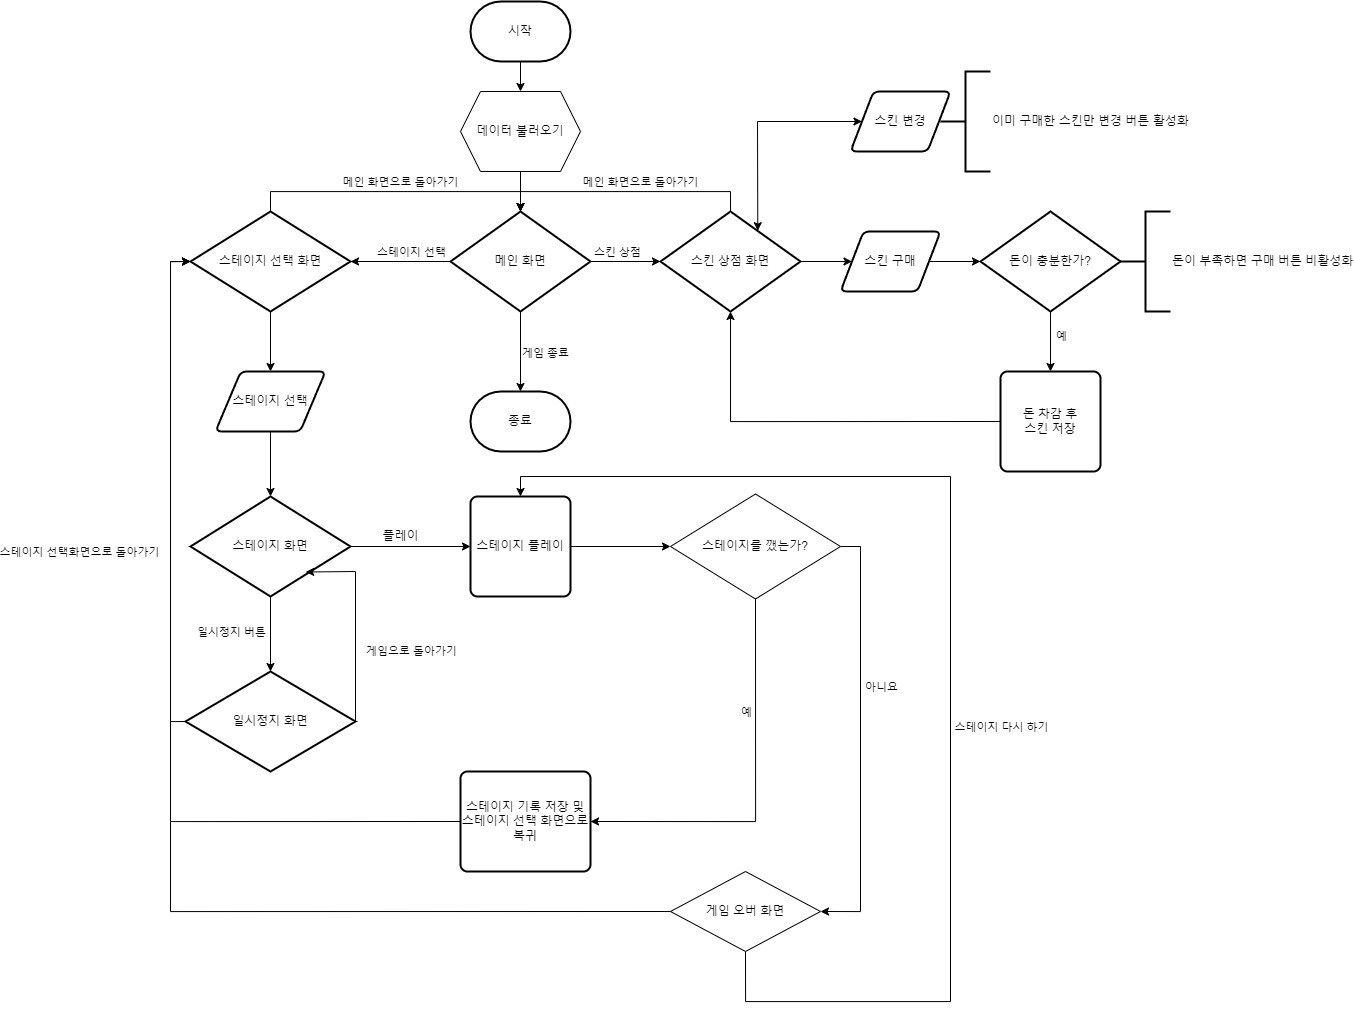 시작
데이터 불러오기
스킨 변경
이미 구매한 스킨만 변경 버튼 활성화
메인 화면으로 돌아가기
메인 화면으로 돌아가기
스테이지 선택 화면
스테이지 선택
메인 화면
스킨 상점
스킨 상점 화면
스킨 구매
돈이 충분한가?
돈이 부족하면 구매 버튼 비활성화
예
게임 종료
스테이지 선택
종료
돈 차감 후
스킨 저장
스테이지 화면
플레이
스테이지 플레이
스테이지를 깼는가?
스테이지 선택화면으로 돌아가기
일시정지 버튼
게임으로 돌아가기
일시정지 화면
예
아니요
스테이지 다시 하기
스테이지 기록 저장 및
스테이지 선택 화면으로
복귀
게임 오버 화면